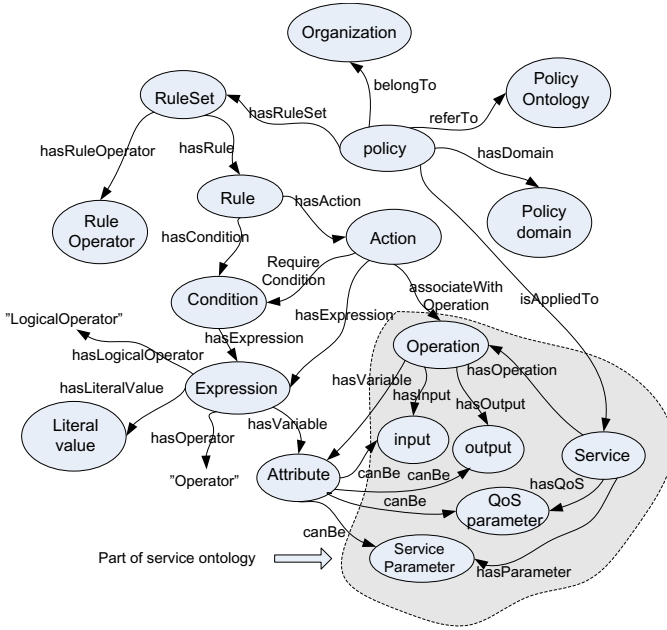 Organization
belongTo
Policy
Ontology
referTo
RuleSet
hasRuleSet
policy
hasDomain
hasRuleOperator
hasRule
Rule
hasAction
Policy
domain
Rule
Operator
hasCondition
Action
Require
Condition
Condition
associateWith
Operation
isAppliedTo
"LogicalOperator"
hasExpression
hasExpression
hasLogicalOperator
Operation
hasOperation
hasLiteralValue
Expression
hasVariable
hasInput
hasOutput
Literal
value
hasOperator
hasVariable
input
output
Service
"Operator"
Attribute
canBe
canBe
hasQoS
canBe
QoS
parameter
canBe
Part of service ontology
Service
Parameter
hasParameter